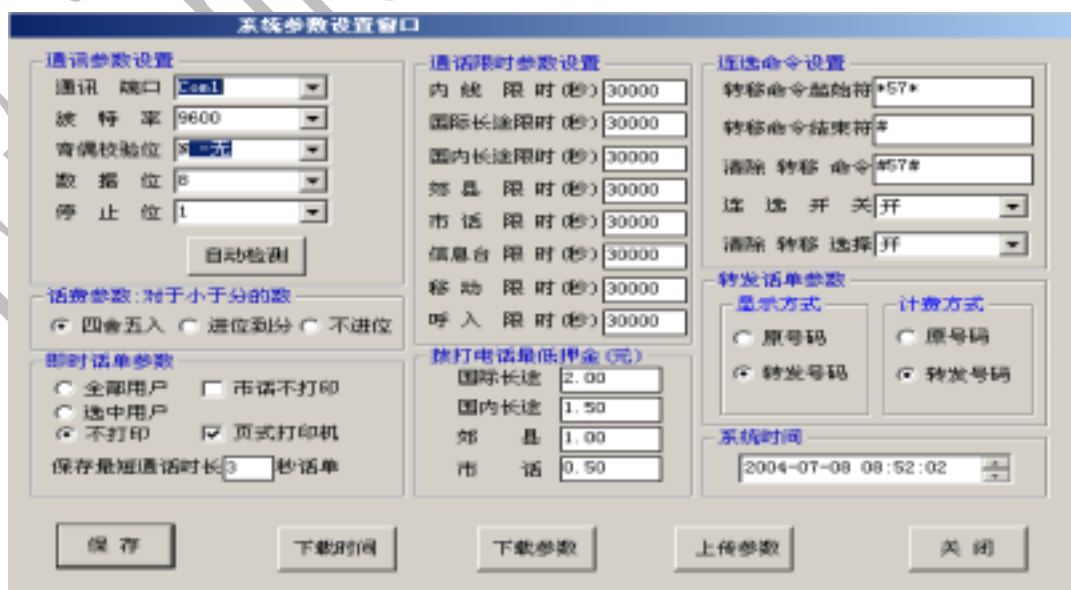 系统参数设置窗口
通讯参数设置
通讯 端口 Com1
波 特 率 9600
奇偶校验位 -无
数 据 位 8
停 止 位 1
自动检测
话费参数:对于小于分的数
四舍五入 进位到分 不进位
即时话单参数
全部用户 市话不打印
选中用户
不打印 页式打印机
保存最短通话时长 3 秒话单
通话限时参数设置
内 线 限 时(秒) 30000
国际长途限时(秒) 30000
国内长途限时(秒) 30000
郊 县 限 时(秒) 30000
市 话 限 时(秒) 30000
信息台 限 时(秒) 30000
移 动 限 时(秒) 30000
呼 入 限 时(秒) 30000
拨打电话最低押金(元)
国际长途 2.00
国内长途 1.50
郊 县 1.00
市 话 0.50
连选命令设置
转移命令起始符 *57*
转移命令结束符 #
清除 转移 命令 #57#
连 选 开 关 开
清除 转移 选择 开
转发话单参数
显示方式 计费方式
原号码 原号码
转发号码 转发号码
系统时间
2004-07-08 08:52:02
保 存 下载时间 下载参数 上传参数 关 闭